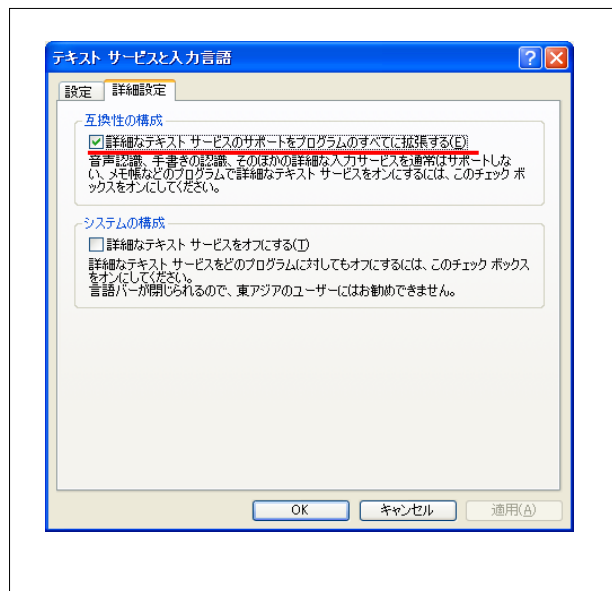 テキスト サービスと入力言語
設定
詳細設定
互換性の構成
詳細なテキスト サービスのサポートをプログラムのすべてに拡張する(E)
音声認識、手書きの認識、そのほかの詳細な入力サービスを通常はサポートしな
い、メモ帳などのプログラムで詳細なテキスト サービスをオンにするには、このチェック ボ
ックスをオンにしてください。
システムの構成
詳細なテキスト サービスをオフにする(T)
詳細なテキスト サービスをどのプログラムに対してもオフにするには、このチェック ボックス
をオンにしてください。
言語バーが閉じられるので、東アジアのユーザーにはお勧めできません。
OK
キャンセル
適用(A)